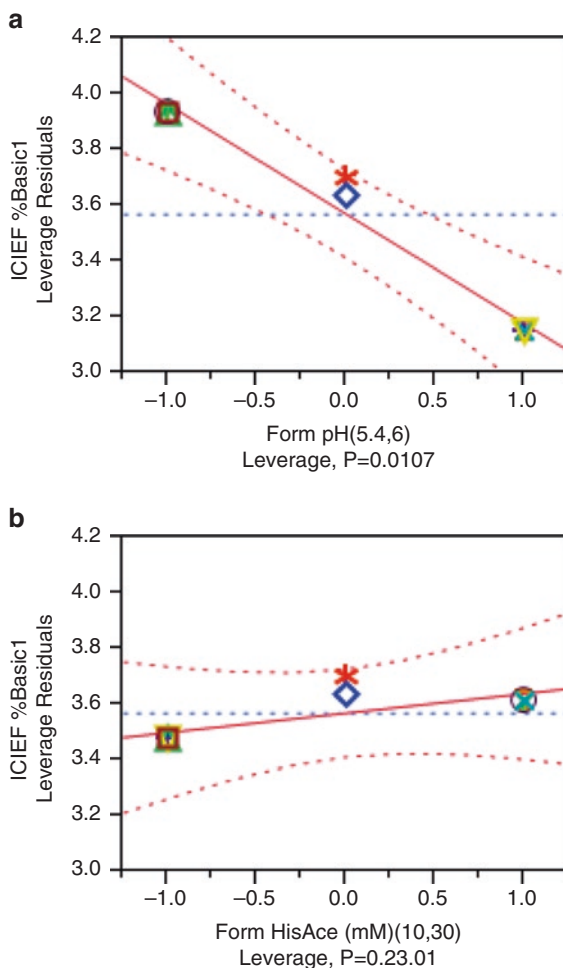 a
ICIEF %Basic1
Leverage Residuals
4.2
4.0
3.8
3.6
3.4
3.2
3.0
–1.0 –0.5 0.0 0.5 1.0
Form pH(5.4,6)
Leverage, P=0.0107
b
ICIEF %Basic1
Leverage Residuals
4.2
4.0
3.8
3.6
3.4
3.2
3.0
–1.0 –0.5 0.0 0.5 1.0
Form HisAce (mM)(10,30)
Leverage, P=0.23.01